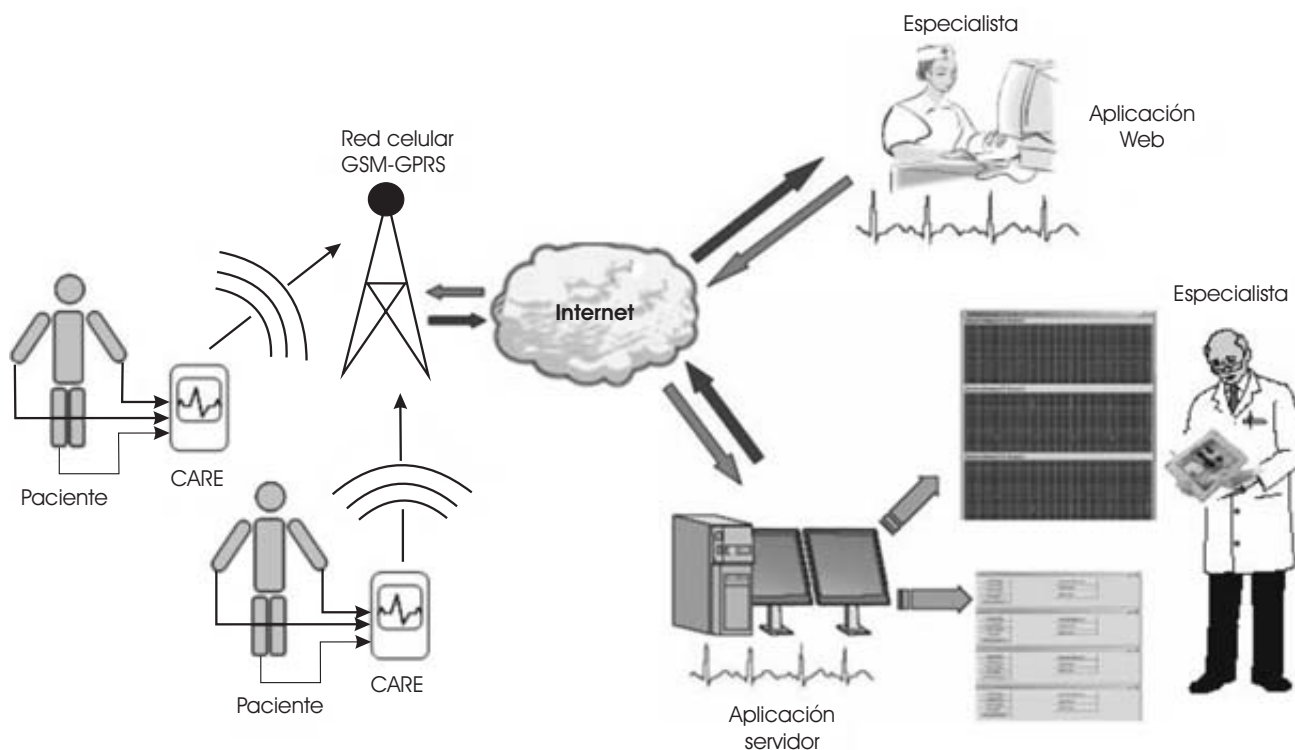 Especialista
Aplicación
Web
Red celular
GSM-GPRS
Internet
Especialista
CARE
Paciente
CARE
Paciente
Aplicación
servidor